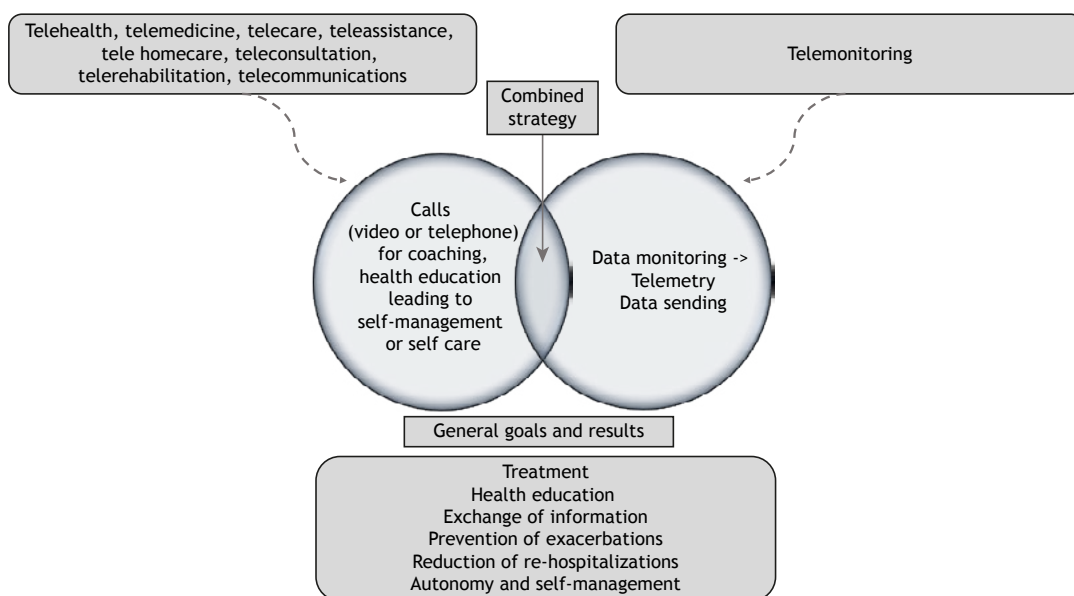 Telehealth, telemedicine, telecare, teleassistance,
tele homecare, teleconsultation,
telerehabilitation, telecommunications
Telemonitoring
Combined
strategy
Calls
(video or telephone)
for coaching,
health education
leading to
self-management
or self care
Data monitoring ->
Telemetry
Data sending
General goals and results
Treatment
Health education
Exchange of information
Prevention of exacerbations
Reduction of re-hospitalizations
Autonomy and self-management